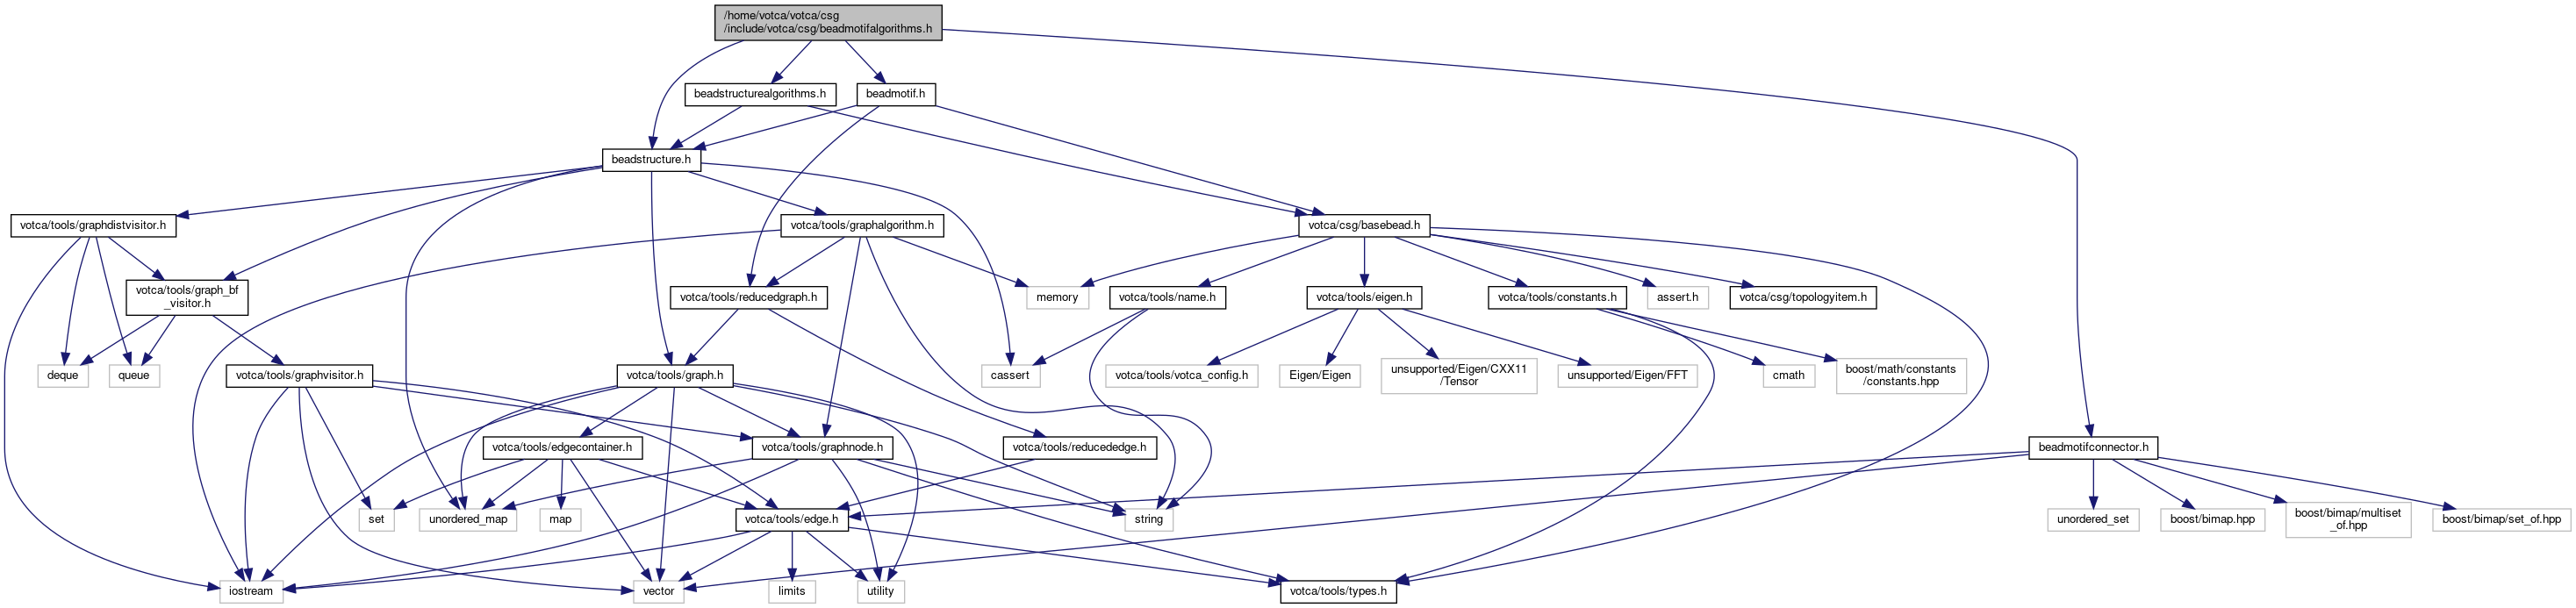 /home/votca/votca/csg
/include/votca/csg/beadmotifalgorithms.h
beadstructurealgorithms.h
beadmotif.h
beadstructure.h
votca/tools/graphdistvisitor.h
votca/tools/graphalgorithm.h
votca/csg/basebead.h
votca/tools/graph_bf
_visitor.h
votca/tools/reducedgraph.h
memory
votca/tools/name.h
votca/tools/eigen.h
votca/tools/constants.h
assert.h
votca/csg/topologyitem.h
deque
queue
votca/tools/graphvisitor.h
votca/tools/graph.h
cassert
votca/tools/votca_config.h
Eigen/Eigen
unsupported/Eigen/CXX11
/Tensor
unsupported/Eigen/FFT
cmath
boost/math/constants
/constants.hpp
votca/tools/edgecontainer.h
votca/tools/graphnode.h
votca/tools/reducededge.h
beadmotifconnector.h
set
unordered_map
map
votca/tools/edge.h
string
unordered_set
boost/bimap.hpp
boost/bimap/multiset
_of.hpp
boost/bimap/set_of.hpp
iostream
vector
limits
utility
votca/tools/types.h